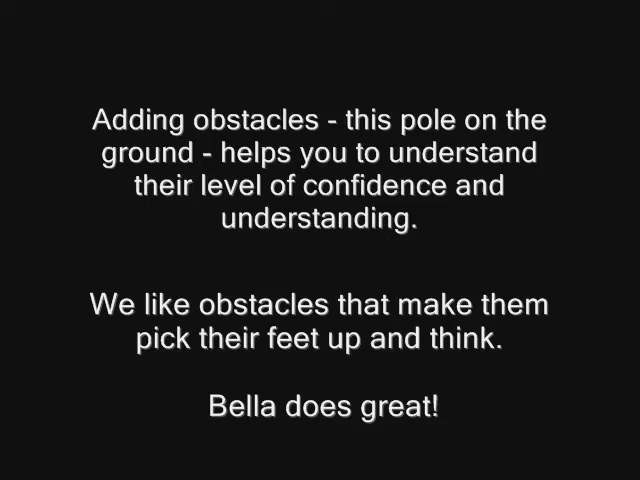 Adding obstacles - this pole on the
ground - helps you to understand
their level of confidence and
understanding.
We like obstacles that make them
pick their feet up and think.
Bella does great!